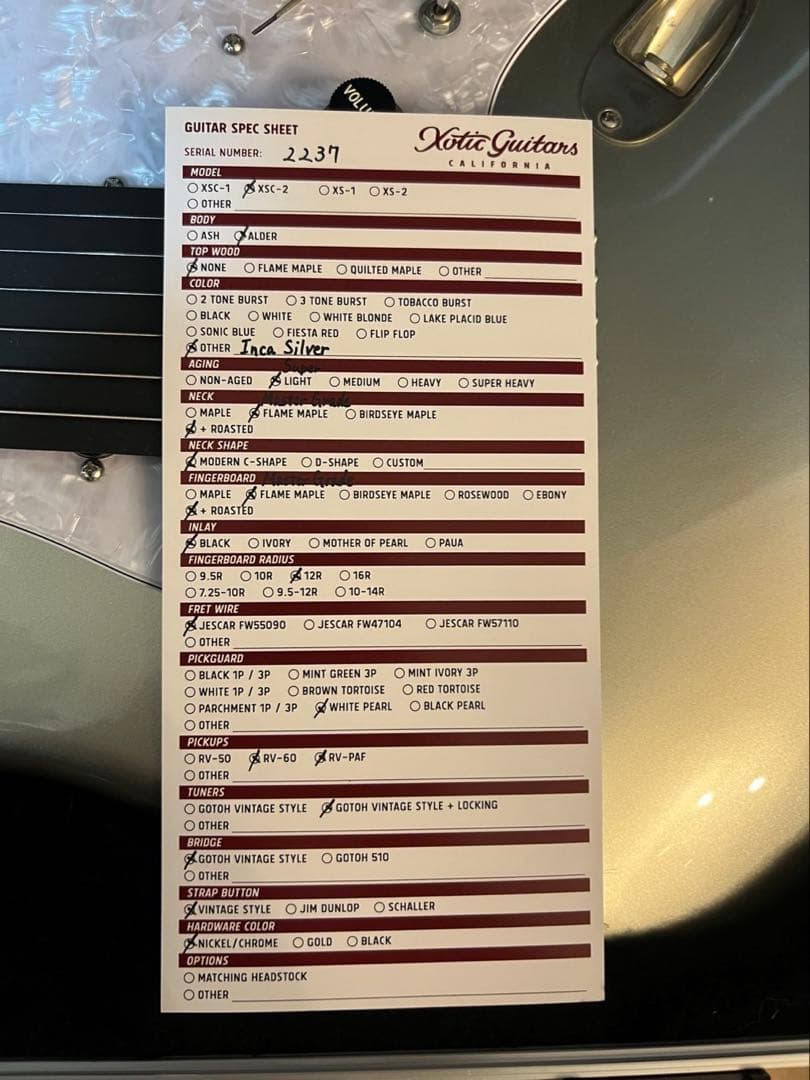 VOLU
GUITAR SPEC SHEET
Xotic Guitars
CALIFORNIA
SERIAL NUMBER: 2237
MODEL
XSC-1 XSC-2 XS-1 XS-2
OTHER
BODY
ASH ALDER
TOP WOOD
NONE FLAME MAPLE QUILTED MAPLE OTHER
COLOR
2 TONE BURST 3 TONE BURST TOBACCO BURST
BLACK WHITE WHITE BLONDE LAKE PLACID BLUE
SONIC BLUE FIESTA RED FLIP FLOP
OTHER Inca Silver
AGING Super
NON-AGED LIGHT MEDIUM HEAVY SUPER HEAVY
NECK Master Grade
MAPLE FLAME MAPLE BIRDSEYE MAPLE
+ ROASTED
NECK SHAPE
MODERN C-SHAPE D-SHAPE CUSTOM
FINGERBOARD Master Grade
MAPLE FLAME MAPLE BIRDSEYE MAPLE ROSEWOOD EBONY
+ ROASTED
INLAY
BLACK IVORY MOTHER OF PEARL PAUA
FINGERBOARD RADIUS
9.5R 10R 12R 16R
7.25-10R 9.5-12R 10-14R
FRET WIRE
JESCAR FW55090 JESCAR FW47104 JESCAR FW57110
OTHER
PICKGUARD
BLACK 1P / 3P MINT GREEN 3P MINT IVORY 3P
WHITE 1P / 3P BROWN TORTOISE RED TORTOISE
PARCHMENT 1P / 3P WHITE PEARL BLACK PEARL
OTHER
PICKUPS
RV-50 RV-60 RV-PAF
OTHER
TUNERS
GOTOH VINTAGE STYLE GOTOH VINTAGE STYLE + LOCKING
OTHER
BRIDGE
GOTOH VINTAGE STYLE GOTOH 510
OTHER
STRAP BUTTON
VINTAGE STYLE JIM DUNLOP SCHALLER
HARDWARE COLOR
NICKEL/CHROME GOLD BLACK
OPTIONS
MATCHING HEADSTOCK
OTHER